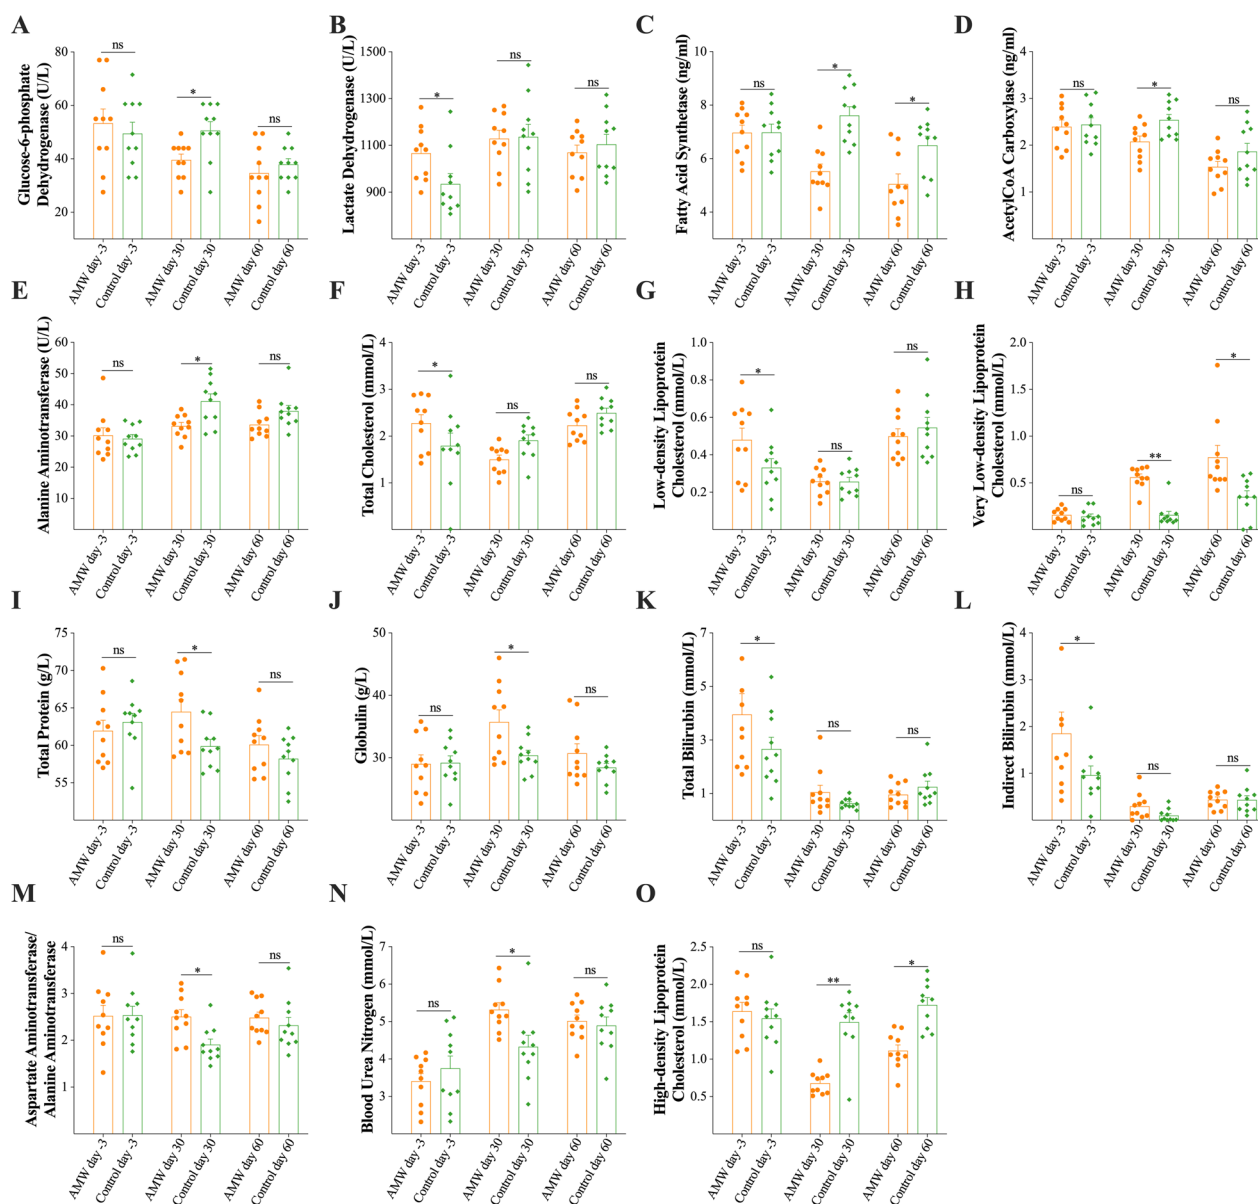 A
Glucose-6-phosphate
Dehydrogenase (U/L)
80
60
40
20
ns
*
ns
AMW day -3
Control day -3
AMW day 30
Control day 30
AMW day 60
Control day 60
B
Lactate Dehydrogenase (U/L)
1500
1300
1100
900
*
ns
ns
AMW day -3
Control day -3
AMW day 30
Control day 30
AMW day 60
Control day 60
C
Fatty Acid Synthetase (ng/ml)
10
8
6
4
ns
*
*
AMW day -3
Control day -3
AMW day 30
Control day 30
AMW day 60
Control day 60
D
AcetylCoA Carboxylase (ng/ml)
4
3
2
1
ns
*
ns
AMW day -3
Control day -3
AMW day 30
Control day 30
AMW day 60
Control day 60
E
Alanine Aminotransferase (U/L)
60
50
40
30
20
10
ns
*
ns
AMW day -3
Control day -3
AMW day 30
Control day 30
AMW day 60
Control day 60
F
Total Cholesterol (mmol/L)
4
3
2
1
*
ns
ns
AMW day -3
Control day -3
AMW day 30
Control day 30
AMW day 60
Control day 60
G
Low-density Lipoprotein
Cholesterol (mmol/L)
1.0
0.8
0.6
0.4
0.2
*
ns
ns
AMW day -3
Control day -3
AMW day 30
Control day 30
AMW day 60
Control day 60
H
Very Low-density Lipoprotein
Cholesterol (mmol/L)
2.0
1.5
1.0
0.5
ns
**
*
AMW day -3
Control day -3
AMW day 30
Control day 30
AMW day 60
Control day 60
I
Total Protein (g/L)
75
70
65
60
55
ns
*
ns
AMW day -3
Control day -3
AMW day 30
Control day 30
AMW day 60
Control day 60
J
Globulin (g/L)
50
40
30
ns
*
ns
AMW day -3
Control day -3
AMW day 30
Control day 30
AMW day 60
Control day 60
K
Total Bilirubin (mmol/L)
7
5
3
1
*
ns
ns
AMW day -3
Control day -3
AMW day 30
Control day 30
AMW day 60
Control day 60
L
Indirect Bilirubin (mmol/L)
4
3
2
1
*
ns
ns
AMW day -3
Control day -3
AMW day 30
Control day 30
AMW day 60
Control day 60
M
Aspartate Aminotransferase/
Alanine Aminotransferase
4
3
2
1
ns
*
ns
AMW day -3
Control day -3
AMW day 30
Control day 30
AMW day 60
Control day 60
N
Blood Urea Nitrogen (mmol/L)
7
6
5
4
3
ns
*
ns
AMW day -3
Control day -3
AMW day 30
Control day 30
AMW day 60
Control day 60
O
High-density Lipoprotein
Cholesterol (mmol/L)
2.5
2.0
1.5
1.0
0.5
ns
**
*
AMW day -3
Control day -3
AMW day 30
Control day 30
AMW day 60
Control day 60